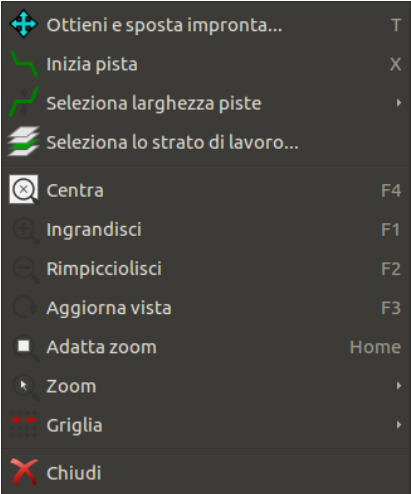 Ottieni e sposta impronta... T
Inizia pista X
Seleziona larghezza piste
Seleziona lo strato di lavoro...
Centra F4
Ingrandisci F1
Rimpicciolisci F2
Aggiorna vista F3
Adatta zoom Home
Zoom
Griglia
Chiudi